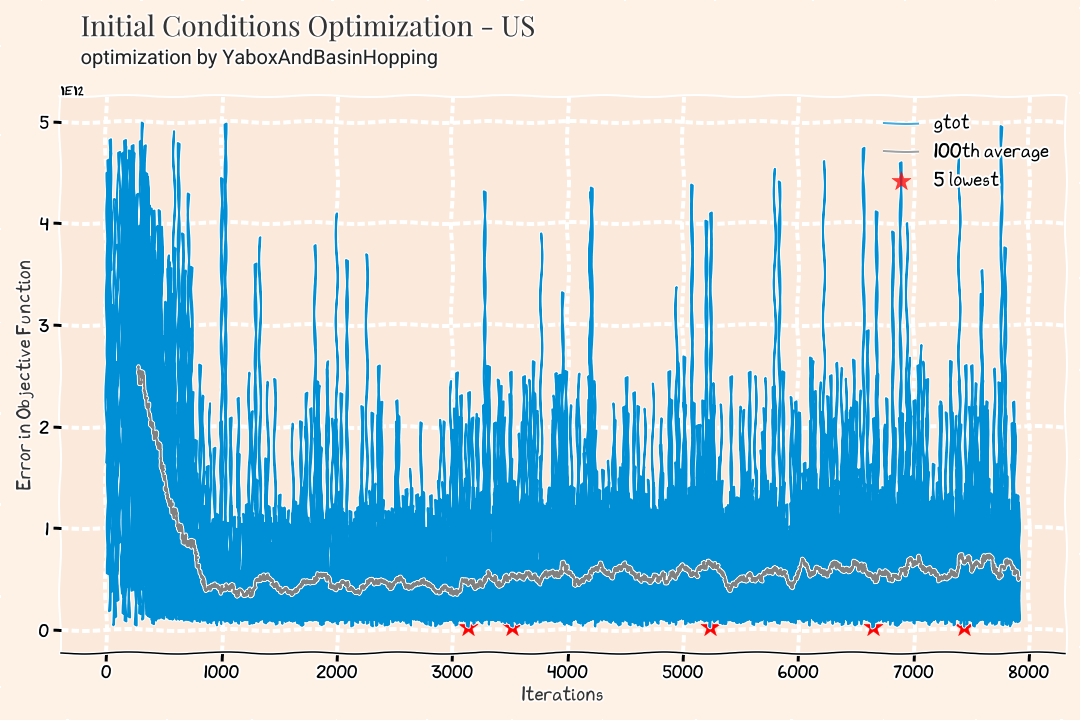 Initial Conditions Optimization - US
optimization by YaboxAndBasinHopping
1E12
5
4
3
2
1
0
Error in Objective Function
gtot
100th average
5 lowest
0 1000 2000 3000 4000 5000 6000 7000 8000
Iterations